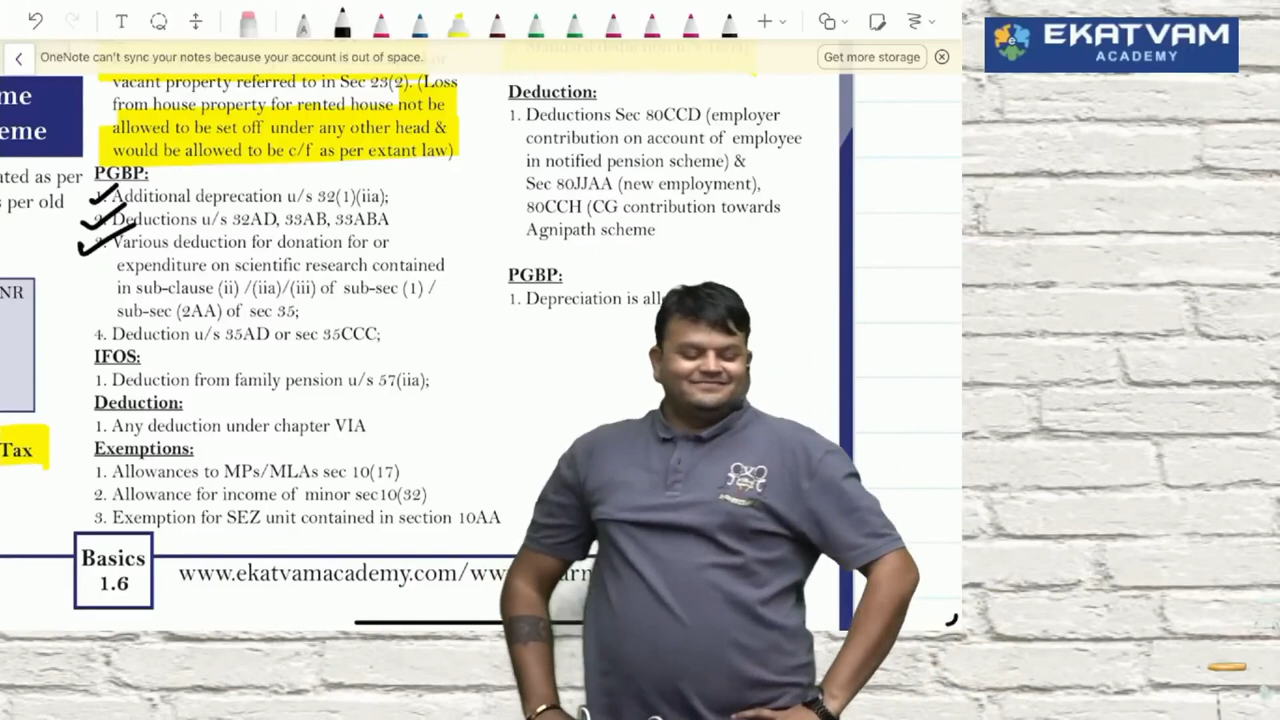 EKATVAM
ACADEMY
OneNote can't sync your notes because your account is out of space.
Get more storage
me
eme
ated as per
s per old
NR
Tax
vacant property referred to in Sec 23(2). (Loss
from house property for rented house not be
allowed to be set off under any other head &
would be allowed to be c/f as per extant law)
PGBP:
1. Additional deprecation u/s 32(1)(iia);
2. Deductions u/s 32AD, 33AB, 33ABA
3. Various deduction for donation for or
expenditure on scientific research contained
in sub-clause (ii) /(iia)/(iii) of sub-sec (1) /
sub-sec (2AA) of sec 35;
4. Deduction u/s 35AD or sec 35CCC;
IFOS:
1. Deduction from family pension u/s 57(iia);
Deduction:
1. Any deduction under chapter VIA
Exemptions:
1. Allowances to MPs/MLAs sec 10(17)
2. Allowance for income of minor sec10(32)
3. Exemption for SEZ unit contained in section 10AA
Deduction:
1. Deductions Sec 80CCD (employer
contribution on account of employee
in notified pension scheme) &
Sec 80JJAA (new employment),
80CCH (CG contribution towards
Agnipath scheme
PGBP:
1. Depreciation is all
Basics
1.6
www.ekatvamacademy.com/ww